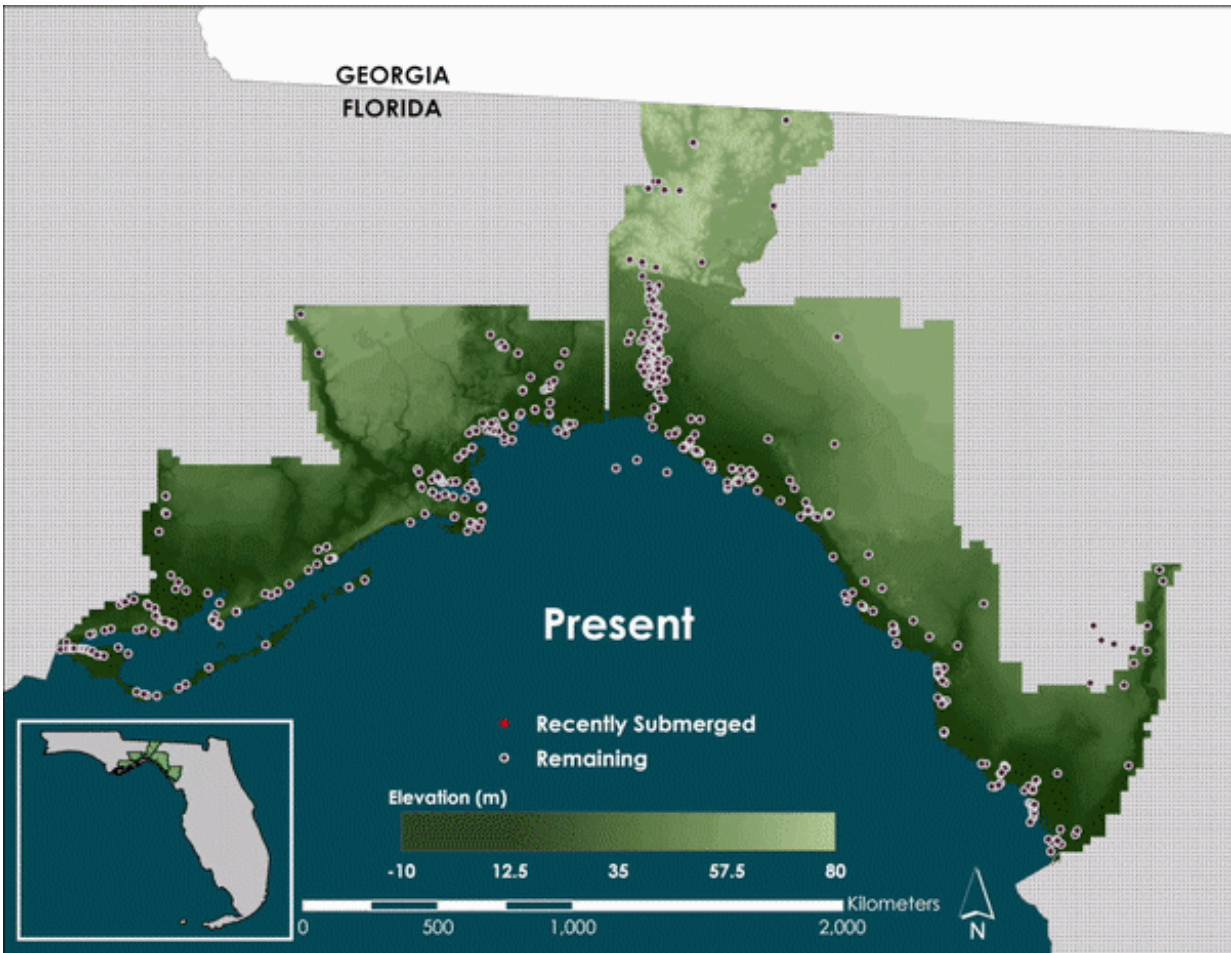 GEORGIA
FLORIDA
Present
Recently Submerged
Remaining
Elevation (m)
-10 12.5 35 57.5 80
Kilometers
0 500 1,000 2,000
N